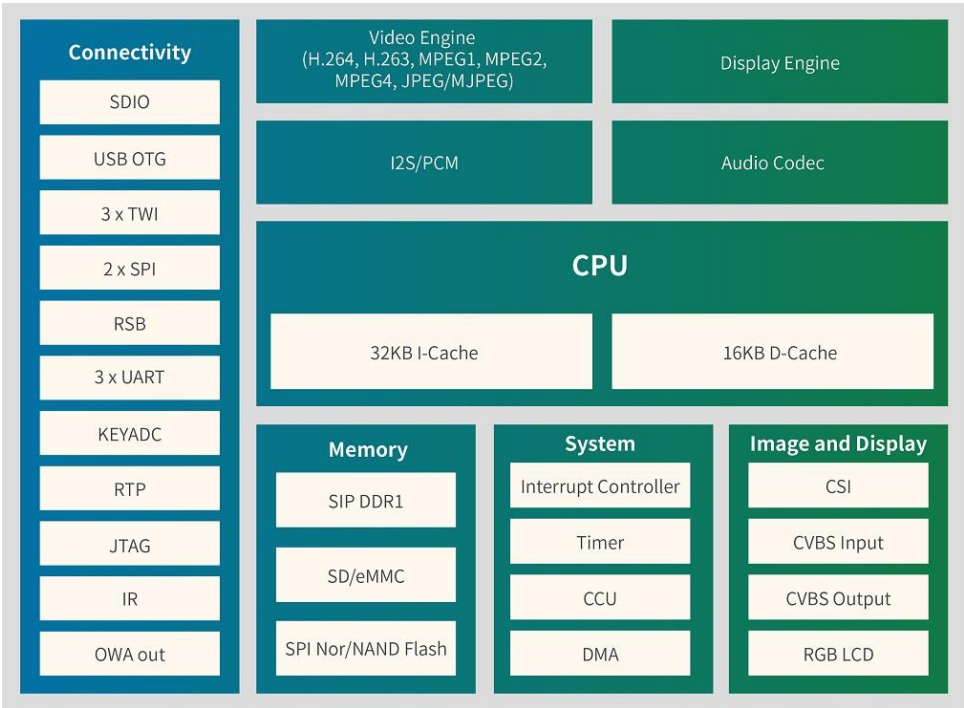 Connectivity
SDIO
USB OTG
3 x TWI
2 x SPI
RSB
3 x UART
KEYADC
RTP
JTAG
IR
OWA out
Video Engine
(H.264, H.263, MPEG1, MPEG2,
MPEG4, JPEG/MJPEG)
Display Engine
I2S/PCM
Audio Codec
CPU
32KB I-Cache
16KB D-Cache
Memory
SIP DDR1
SD/eMMC
SPI Nor/NAND Flash
System
Interrupt Controller
Timer
CCU
DMA
Image and Display
CSI
CVBS Input
CVBS Output
RGB LCD